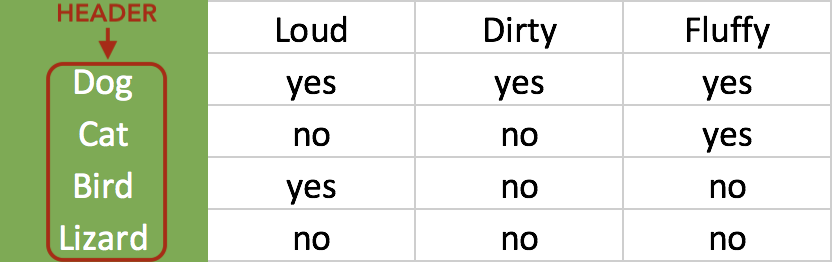 HEADER
Loud Dirty Fluffy
Dog yes yes yes
Cat no no yes
Bird yes no no
Lizard no no no